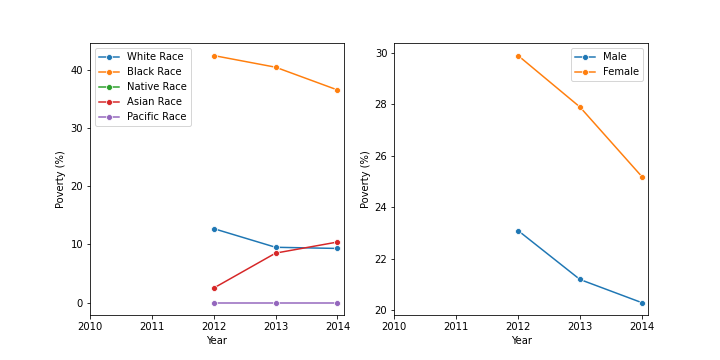 White Race
Black Race
Native Race
Asian Race
Pacific Race
Poverty (%)
40
30
20
10
0
2010 2011 2012 2013 2014
Year
Male
Female
Poverty (%)
30
28
26
24
22
20
2010 2011 2012 2013 2014
Year